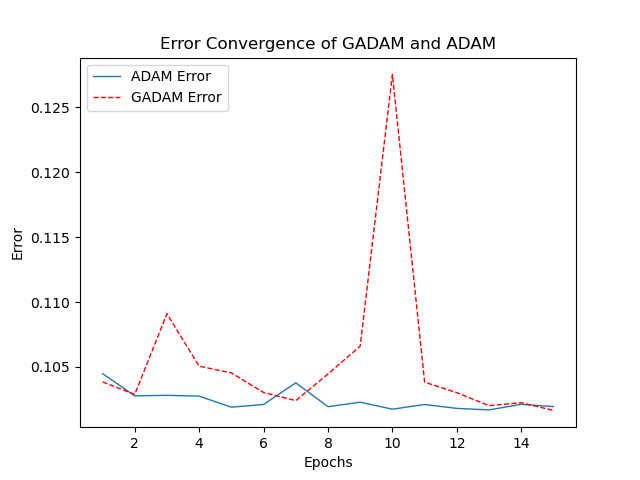 Error Convergence of GADAM and ADAM
ADAM Error
GADAM Error
0.125
0.120
0.115
0.110
0.105
Error
2 4 6 8 10 12 14
Epochs